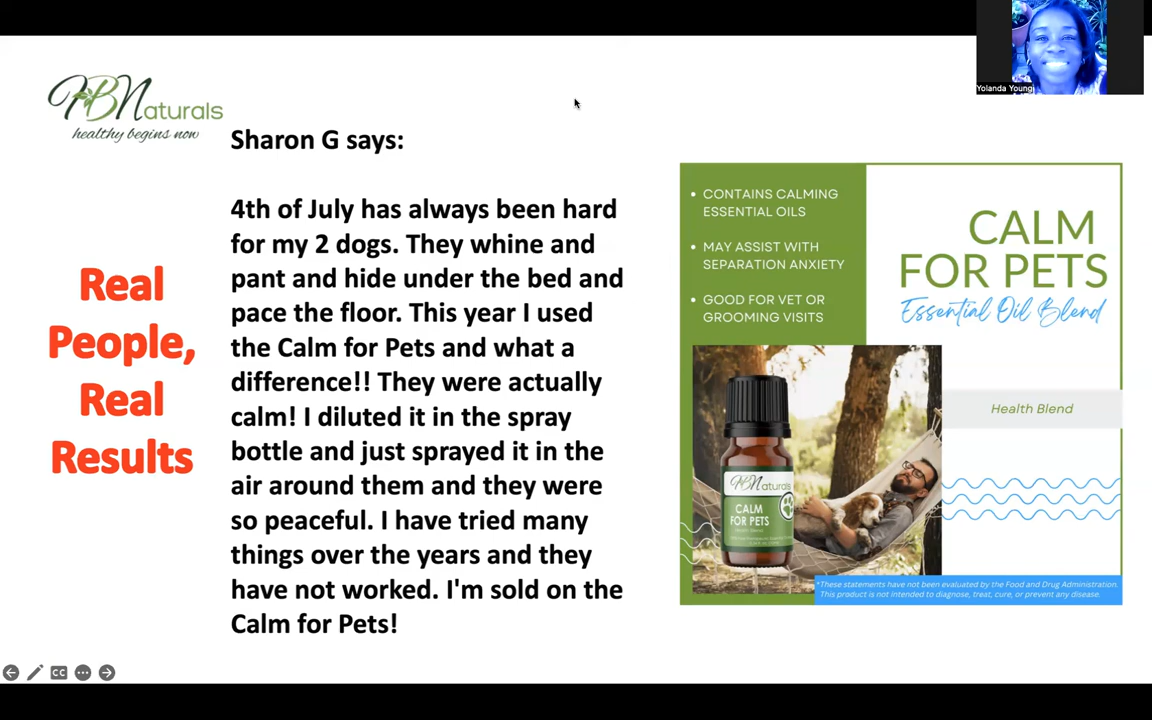 Yolanda Young
HBNaturals
healthy begins now
Sharon G says:
4th of July has always been hard
for my 2 dogs. They whine and
pant and hide under the bed and
pace the floor. This year I used
the Calm for Pets and what a
difference!! They were actually
calm! I diluted it in the spray
bottle and just sprayed it in the
air around them and they were
so peaceful. I have tried many
things over the years and they
have not worked. I'm sold on the
Calm for Pets!
Real
People,
Real
Results
• CONTAINS CALMING
ESSENTIAL OILS
• MAY ASSIST WITH
SEPARATION ANXIETY
• GOOD FOR VET OR
GROOMING VISITS
CALM
FOR PETS
Essential Oil Blend
Health Blend
HBNaturals
CALM
FOR PETS
Health Blend
*These statements have not been evaluated by the Food and Drug Administration.
This product is not intended to diagnose, treat, cure, or prevent any disease.
CC